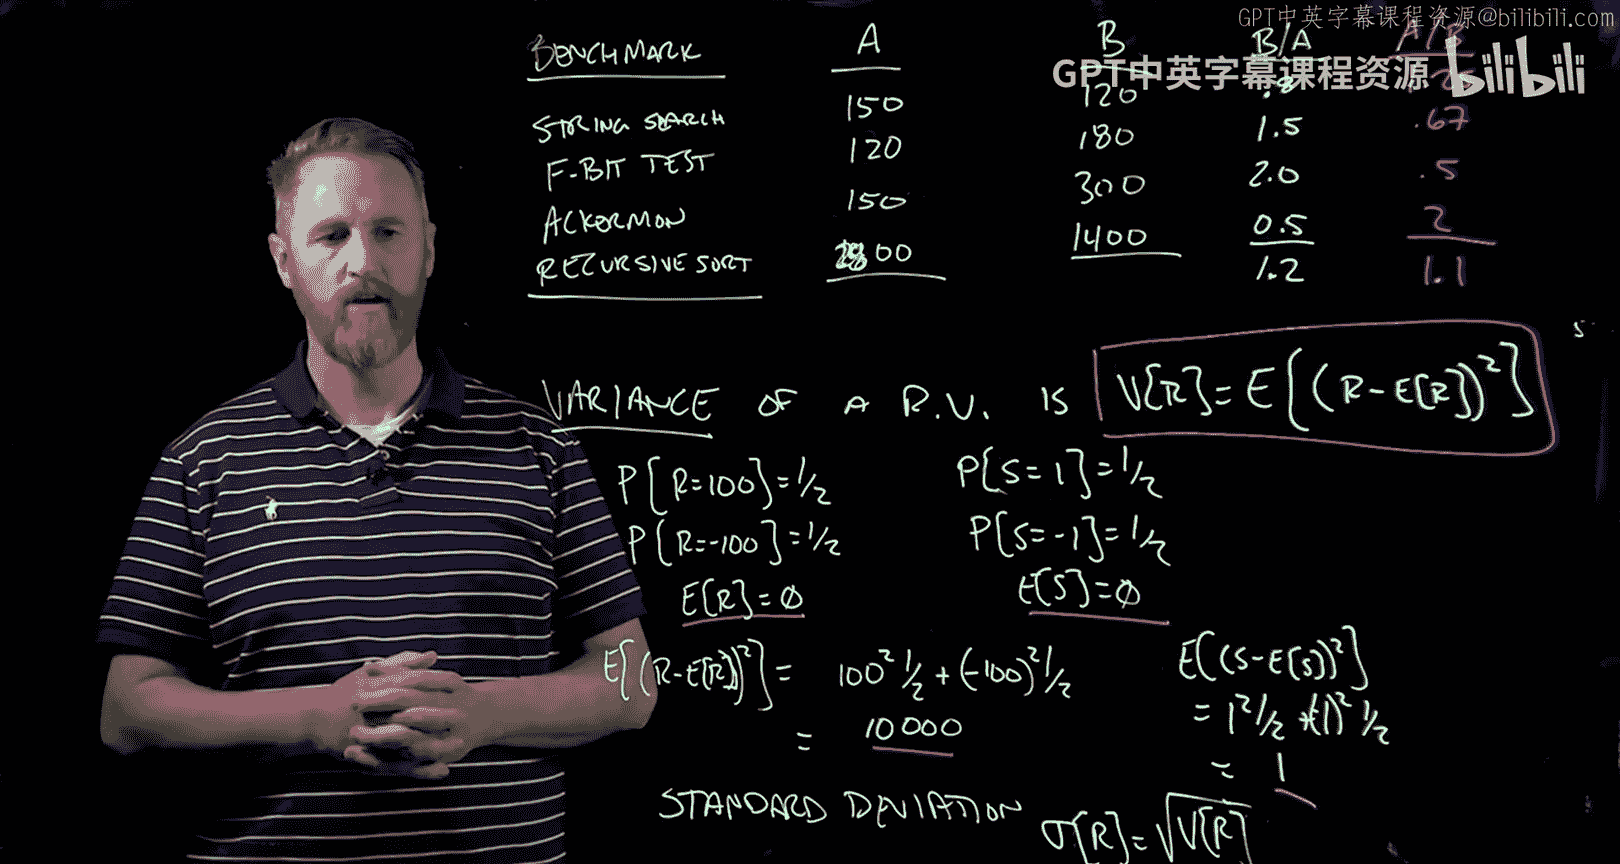 GPT中英字幕课程资源@bilibili.com
GPT中英字幕课程资源 bilibili
BENCHMARK A B B/A A/B
STRING SEARCH 150 120 .8
F-BIT TEST 120 180 1.5 .67
ACKERMON 150 300 2.0 .5
RECURSIVE SORT 2800 1400 0.5 2
1.2 1.1
VARIANCE OF A R.V. IS V[R]=E[(R-E[R])²]
P[R=100]=1/2 P[S=1]=1/2
P[R=-100]=1/2 P[S=-1]=1/2
E[R]=0 E[S]=0
E[(R-E[R])²]= 100² 1/2 + (-100)² 1/2 E[(S-E[S])²]
= 10000 = 1² 1/2 + (-1)² 1/2
= 1
STANDARD DEVIATION σ[R]=√V[R]